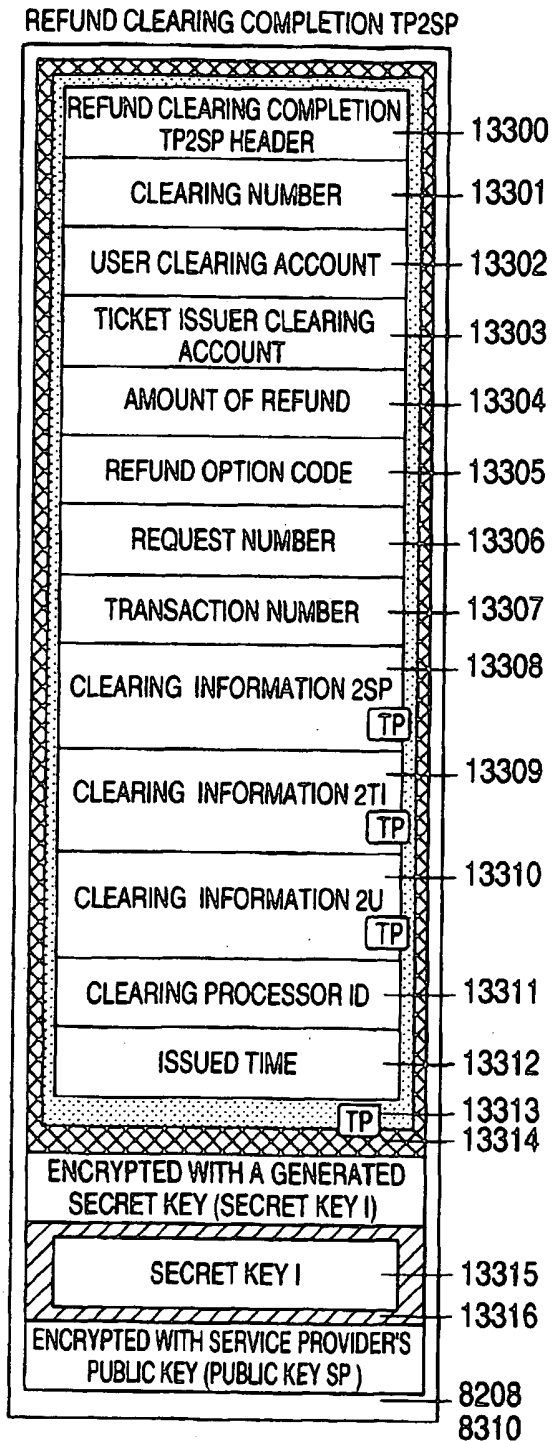 REFUND CLEARING COMPLETION TP2SP
REFUND CLEARING COMPLETION
TP2SP HEADER
13300
CLEARING NUMBER
13301
USER CLEARING ACCOUNT
13302
TICKET ISSUER CLEARING
ACCOUNT
13303
AMOUNT OF REFUND
13304
REFUND OPTION CODE
13305
REQUEST NUMBER
13306
TRANSACTION NUMBER
13307
13308
CLEARING INFORMATION 2SP
TP
13309
CLEARING INFORMATION 2TI
TP
13310
CLEARING INFORMATION 2U
TP
CLEARING PROCESSOR ID
13311
ISSUED TIME
13312
TP
13313
13314
ENCRYPTED WITH A GENERATED
SECRET KEY (SECRET KEY I)
SECRET KEY I
13315
13316
ENCRYPTED WITH SERVICE PROVIDER'S
PUBLIC KEY (PUBLIC KEY SP )
8208
8310